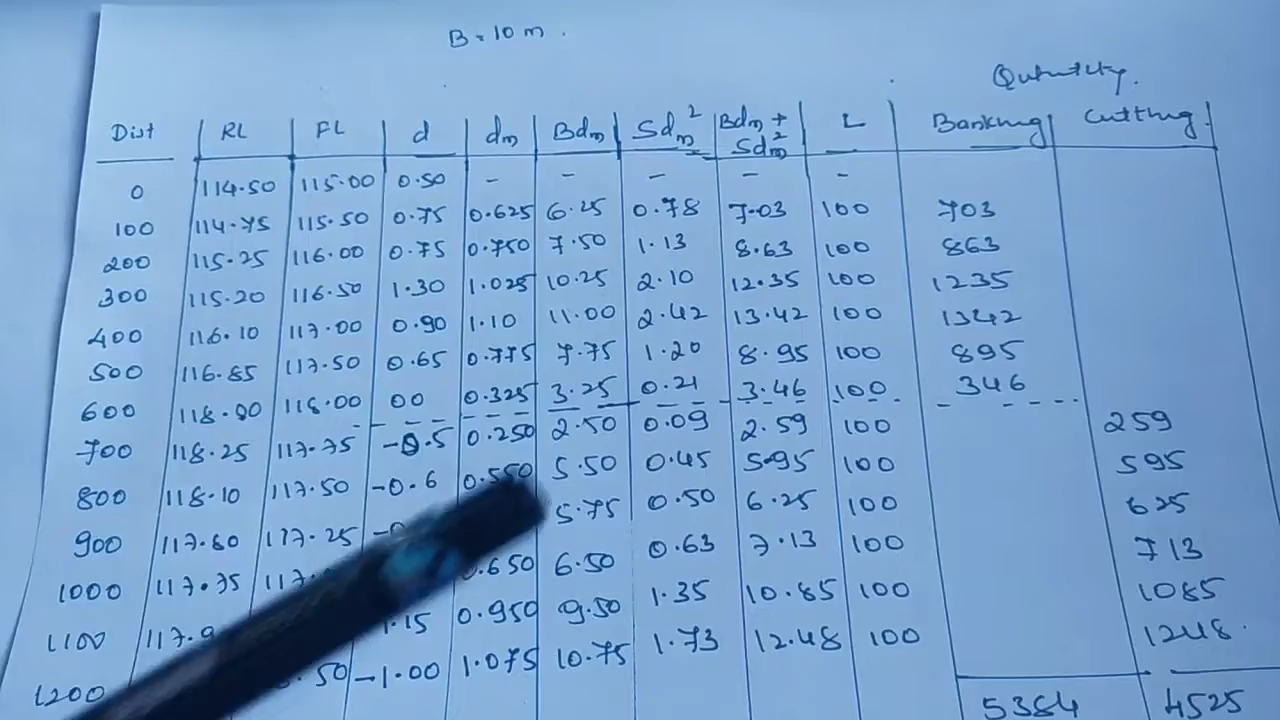 B = 10 m.
Quantity.
Dist RL FL d dm Bdm Sdm² Bdm + Sdm² L Banking Cutting.
0 114.50 115.00 0.50 - - - - -
100 114.75 115.50 0.75 0.625 6.25 0.78 7.03 100 703
200 115.25 116.00 0.75 0.750 7.50 1.13 8.63 100 863
300 115.20 116.50 1.30 1.025 10.25 2.10 12.35 100 1235
400 116.10 117.00 0.90 1.10 11.00 2.42 13.42 100 1342
500 116.85 117.50 0.65 0.775 7.75 1.20 8.95 100 895
600 118.00 118.00 00 0.325 3.25 0.21 3.46 100 346
700 118.25 117.75 -0.5 0.250 2.50 0.09 2.59 100 259
800 118.10 117.50 -0.6 0.550 5.50 0.45 5.95 100 595
900 117.80 117.25 5.75 0.50 6.25 100 625
1000 117.75 .650 6.50 0.63 7.13 100 713
1100 1.15 0.950 9.50 1.35 10.85 100 1085
1200 .50 -1.00 1.075 10.75 1.73 12.48 100 1248.
5384 4525